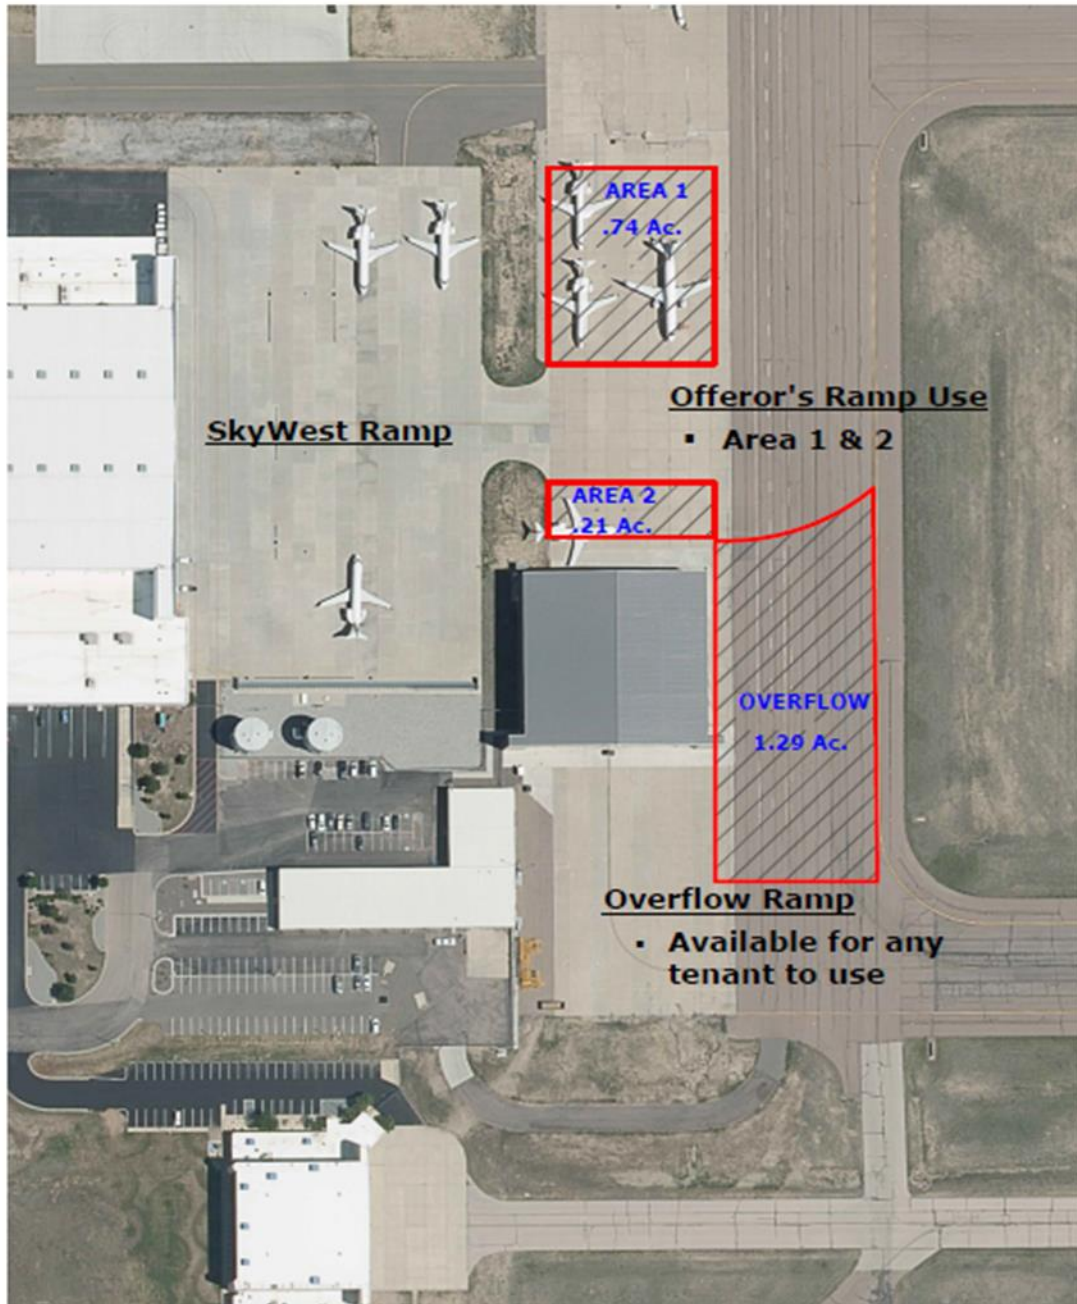 AREA 1
.74 Ac.
Offeror's Ramp Use
▪ Area 1 & 2
SkyWest Ramp
AREA 2
.21 Ac.
OVERFLOW
1.29 Ac.
Overflow Ramp
▪ Available for any
tenant to use